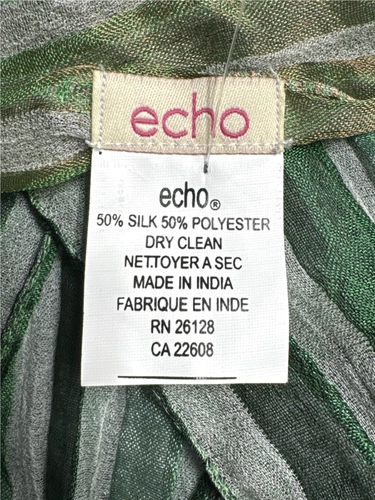 echo
echo®
50% SILK 50% POLYESTER
DRY CLEAN
NETTOYER A SEC
MADE IN INDIA
FABRIQUE EN INDE
RN 26128
CA 22608